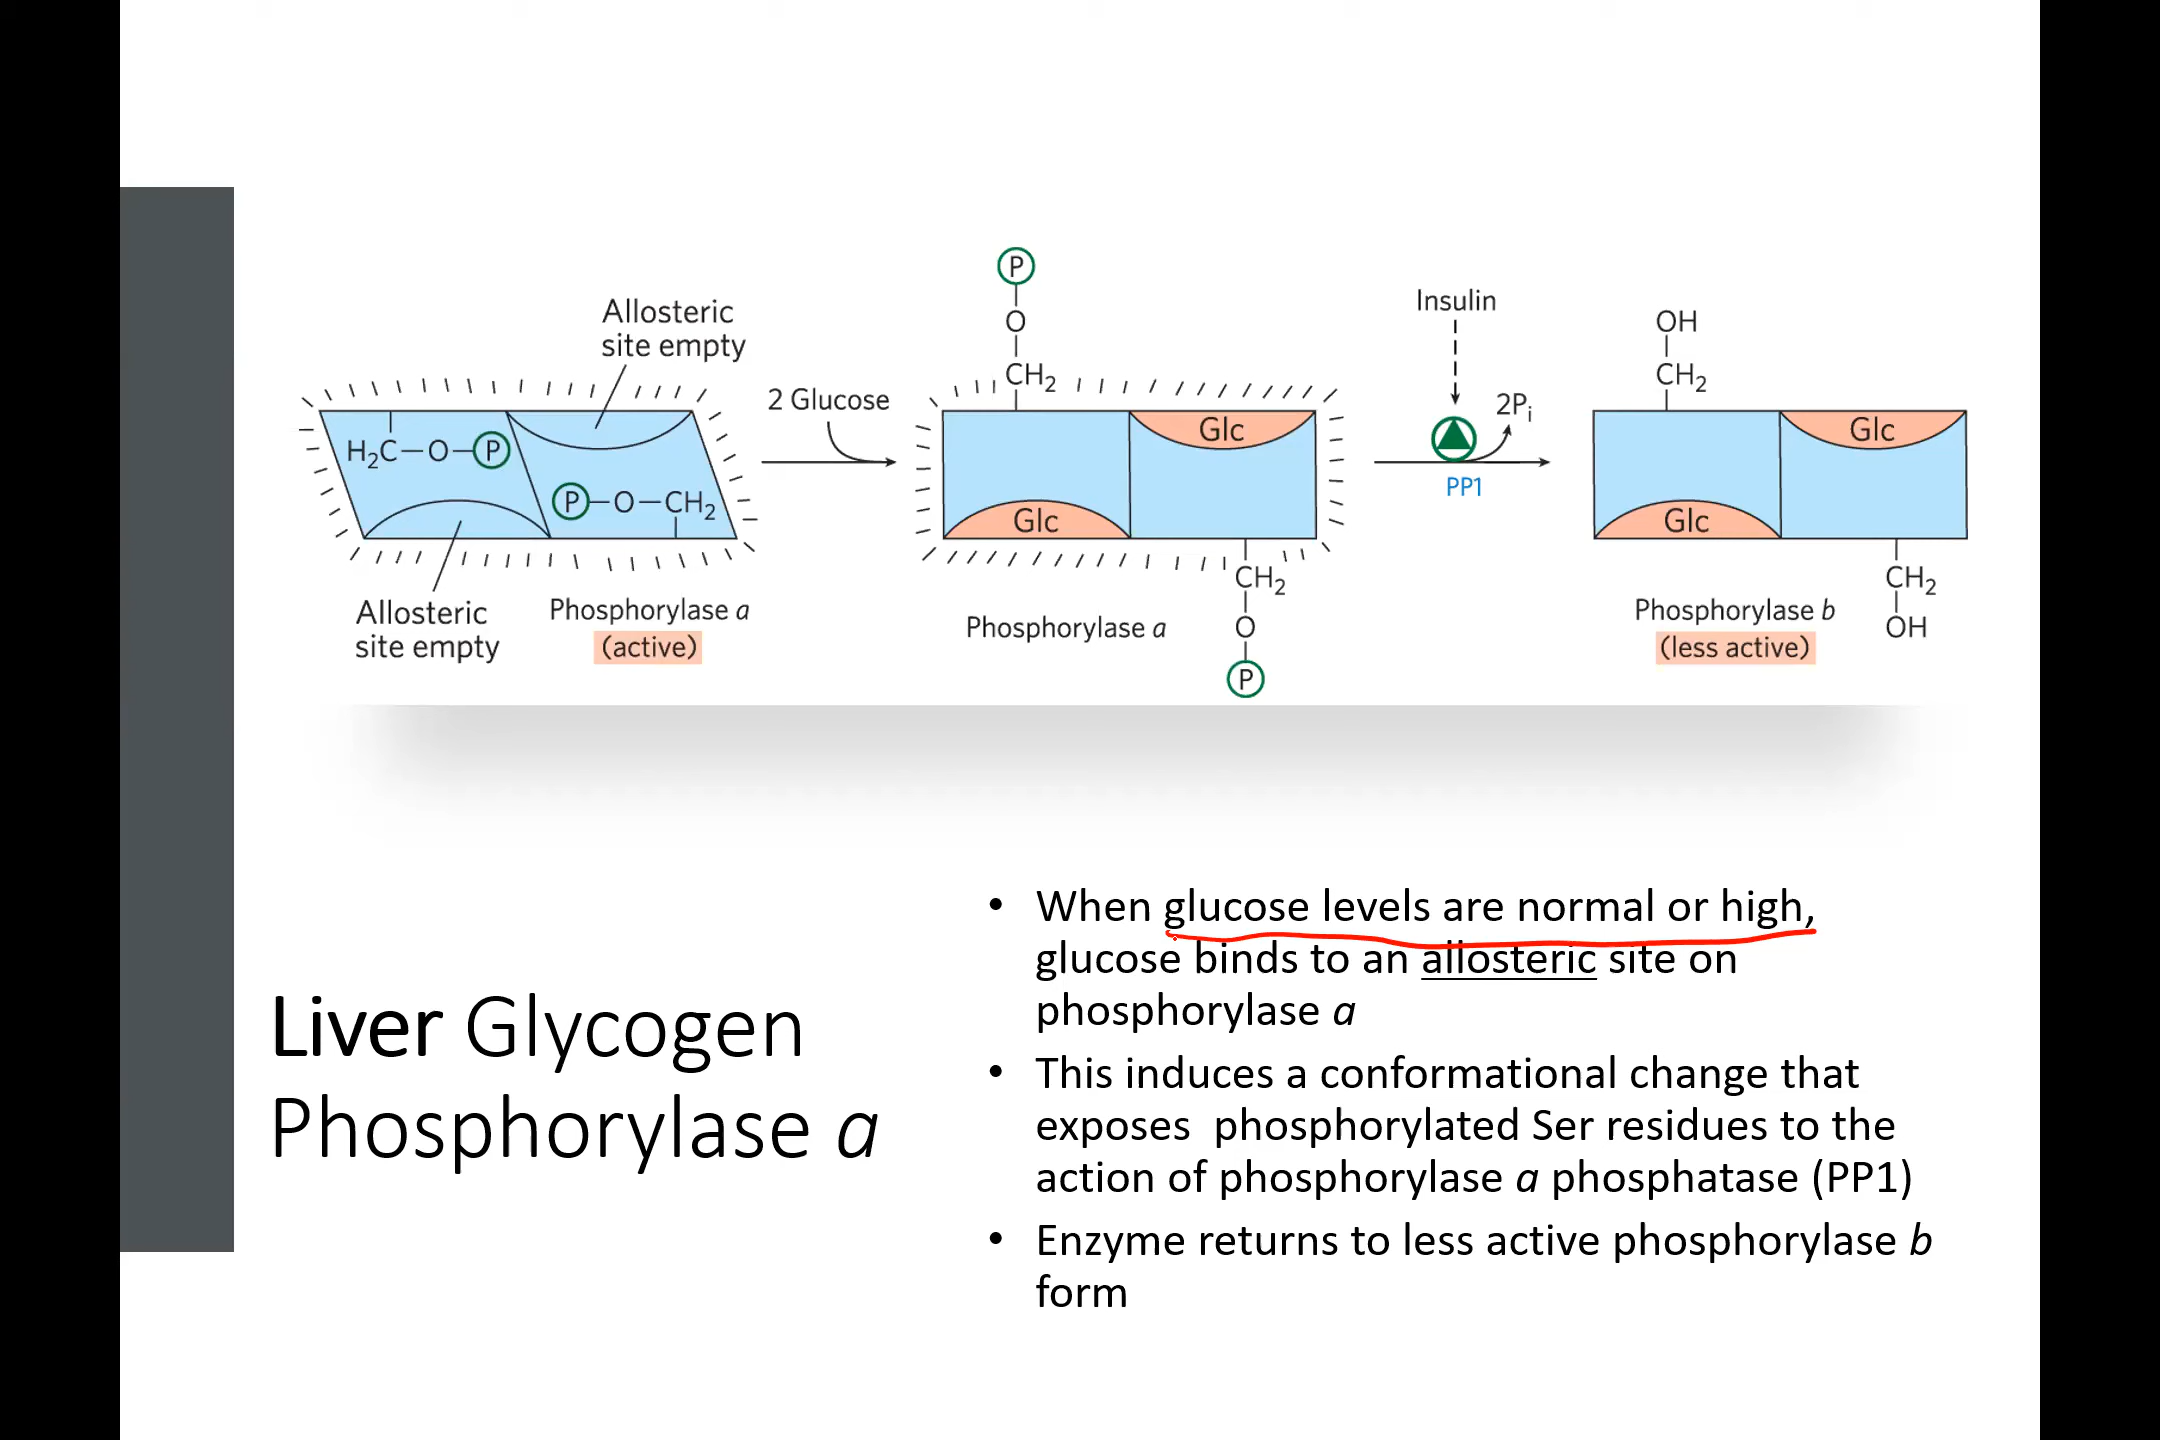 Allosteric
site empty
H₂C–O–P
P–O–CH₂
Allosteric
site empty
Phosphorylase a
(active)
2 Glucose
P
O
CH₂
Glc
Glc
CH₂
O
P
Phosphorylase a
Insulin
2Pᵢ
PP1
OH
CH₂
Glc
Glc
CH₂
OH
Phosphorylase b
(less active)
Liver Glycogen
Phosphorylase a
• When glucose levels are normal or high,
glucose binds to an allosteric site on
phosphorylase a
• This induces a conformational change that
exposes  phosphorylated Ser residues to the
action of phosphorylase a phosphatase (PP1)
• Enzyme returns to less active phosphorylase b
form